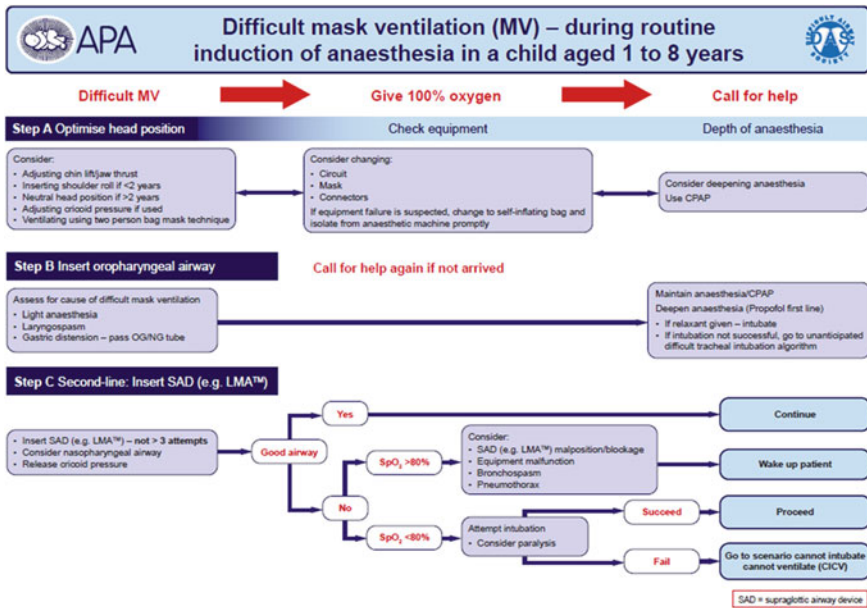 APA
Difficult mask ventilation (MV) – during routine
induction of anaesthesia in a child aged 1 to 8 years
DIFFICULT AIRWAY
DAS
SOCIETY
Difficult MV
Give 100% oxygen
Call for help
Step A Optimise head position
Check equipment
Depth of anaesthesia
Consider:
• Adjusting chin lift/jaw thrust
• Inserting shoulder roll if <2 years
• Neutral head position if >2 years
• Adjusting cricoid pressure if used
• Ventilating using two person bag mask technique
Consider changing:
• Circuit
• Mask
• Connectors
If equipment failure is suspected, change to self-inflating bag and
isolate from anaesthetic machine promptly
Consider deepening anaesthesia
Use CPAP
Step B Insert oropharyngeal airway
Call for help again if not arrived
Assess for cause of difficult mask ventilation
• Light anaesthesia
• Laryngospasm
• Gastric distension – pass OG/NG tube
Maintain anaesthesia/CPAP
Deepen anaesthesia (Propofol first line)
• If relaxant given – intubate
• If intubation not successful, go to unanticipated
difficult tracheal intubation algorithm
Step C Second-line: Insert SAD (e.g. LMA™)
• Insert SAD (e.g. LMA™) – not > 3 attempts
• Consider nasopharyngeal airway
• Release cricoid pressure
Good airway
Yes
Continue
No
SpO₂ >80%
Consider:
• SAD (e.g. LMA™) malposition/blockage
• Equipment malfunction
• Bronchospasm
• Pneumothorax
Wake up patient
SpO₂ <80%
Attempt intubation
• Consider paralysis
Succeed
Proceed
Fail
Go to scenario cannot intubate
cannot ventilate (CICV)
SAD = supraglottic airway device